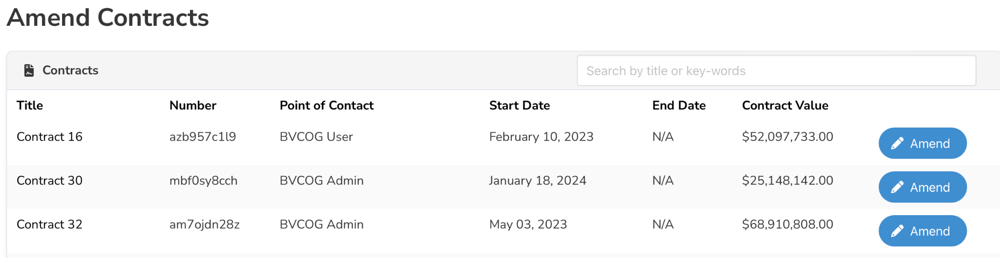 Amend Contracts
Contracts
Search by title or key-words
Title Number Point of Contact Start Date End Date Contract Value
Contract 16 azb957c1l9 BVCOG User February 10, 2023 N/A $52,097,733.00 Amend
Contract 30 mbf0sy8cch BVCOG Admin January 18, 2024 N/A $25,148,142.00 Amend
Contract 32 am7ojdn28z BVCOG Admin May 03, 2023 N/A $68,910,808.00 Amend